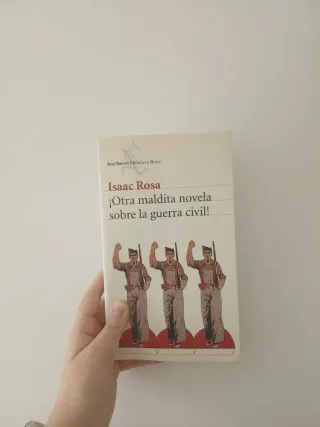 Seix Barral Biblioteca Breve
Isaac Rosa
¡Otra maldita novela
sobre la guerra civil!